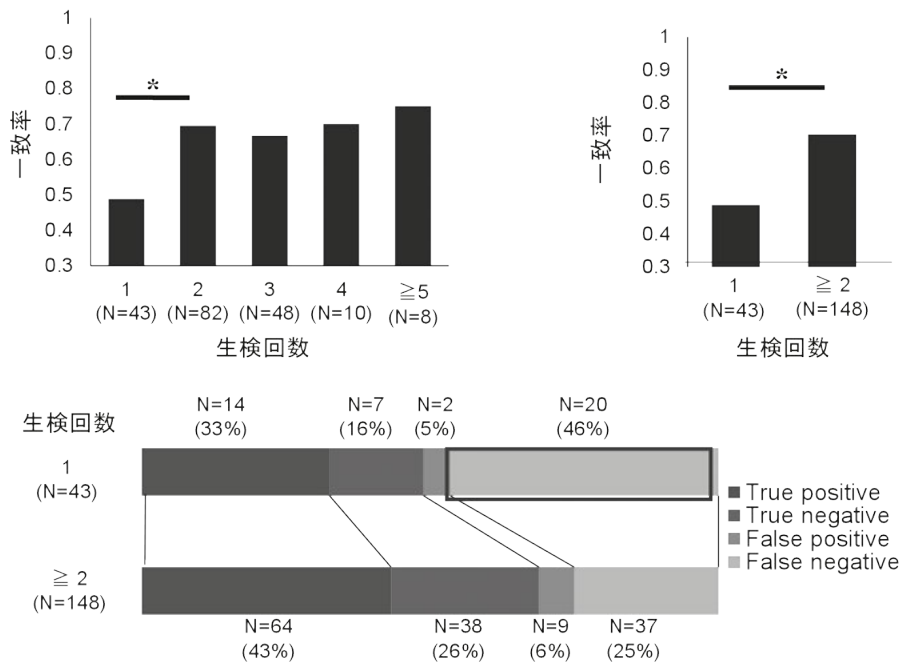 1
0.9
0.8
0.7
0.6
0.5
0.4
0.3
一致率
*
1 2 3 4 ≧5
(N=43) (N=82) (N=48) (N=10) (N=8)
生検回数
1
0.9
0.8
0.7
0.6
0.5
0.4
0.3
一致率
*
1 ≧ 2
(N=43) (N=148)
生検回数
生検回数
N=14 N=7 N=2 N=20
(33%) (16%) (5%) (46%)
1
(N=43)
True positive
True negative
False positive
False negative
≧ 2
(N=148)
N=64 N=38 N=9 N=37
(43%) (26%) (6%) (25%)